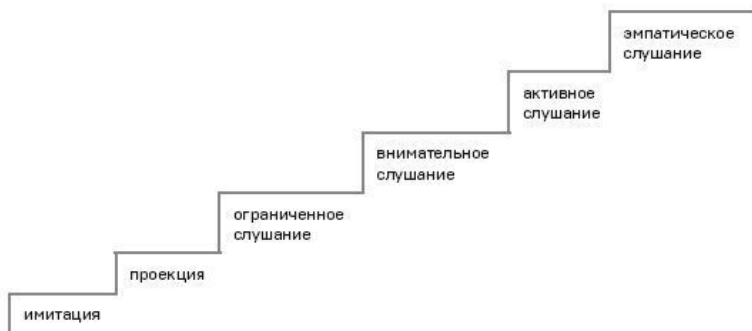 эмпатическое
слушание
активное
слушание
внимательное
слушание
ограниченное
слушание
проекция
имитация